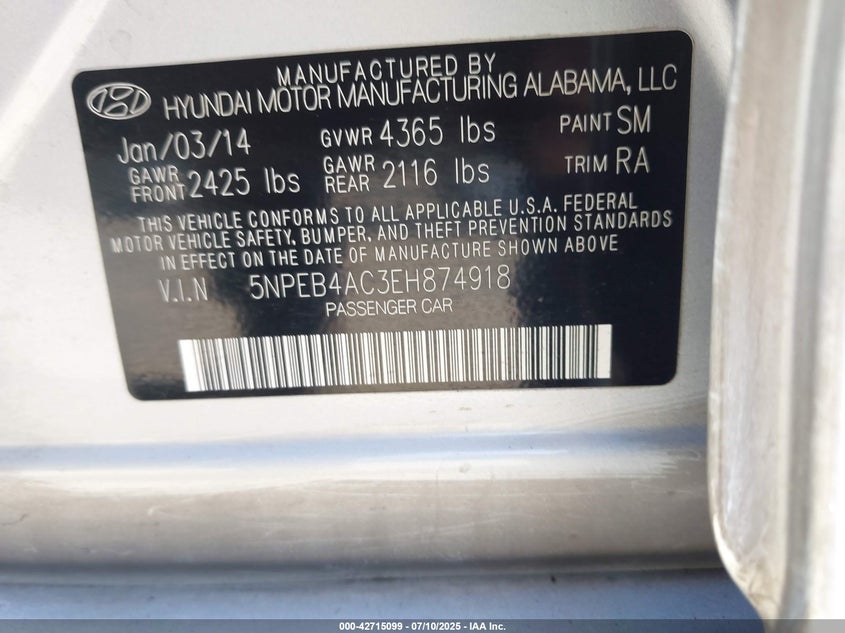 MANUFACTURED BY
HYUNDAI MOTOR MANUFACTURING ALABAMA, LLC
Jan/03/14 GVWR 4365 lbs PAINT SM
GAWR FRONT 2425 lbs GAWR REAR 2116 lbs TRIM RA
THIS VEHICLE CONFORMS TO ALL APPLICABLE U.S.A. FEDERAL
MOTOR VEHICLE SAFETY, BUMPER, AND THEFT PREVENTION STANDARDS
IN EFFECT ON THE DATE OF MANUFACTURE SHOWN ABOVE.
V.I.N 5NPEB4AC3EH874918
PASSENGER CAR
000-42715099 - 07/10/2025 - IAA Inc.